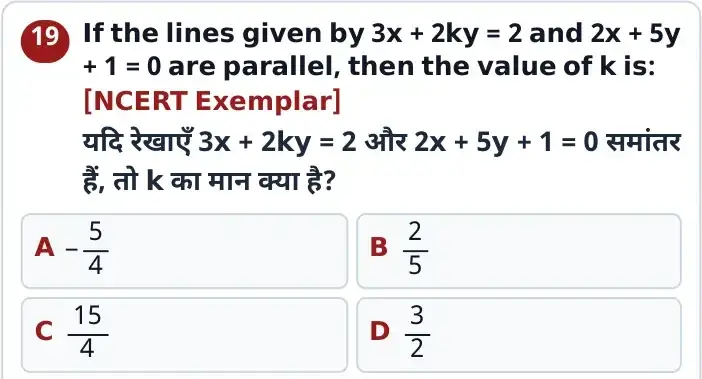 19 If the lines given by 3x + 2ky = 2 and 2x + 5y
+ 1 = 0 are parallel, then the value of k is:
[NCERT Exemplar]
यदि रेखाएँ 3x + 2ky = 2 और 2x + 5y + 1 = 0 समांतर
हैं, तो k का मान क्या है?
A -5/4
B 2/5
C 15/4
D 3/2